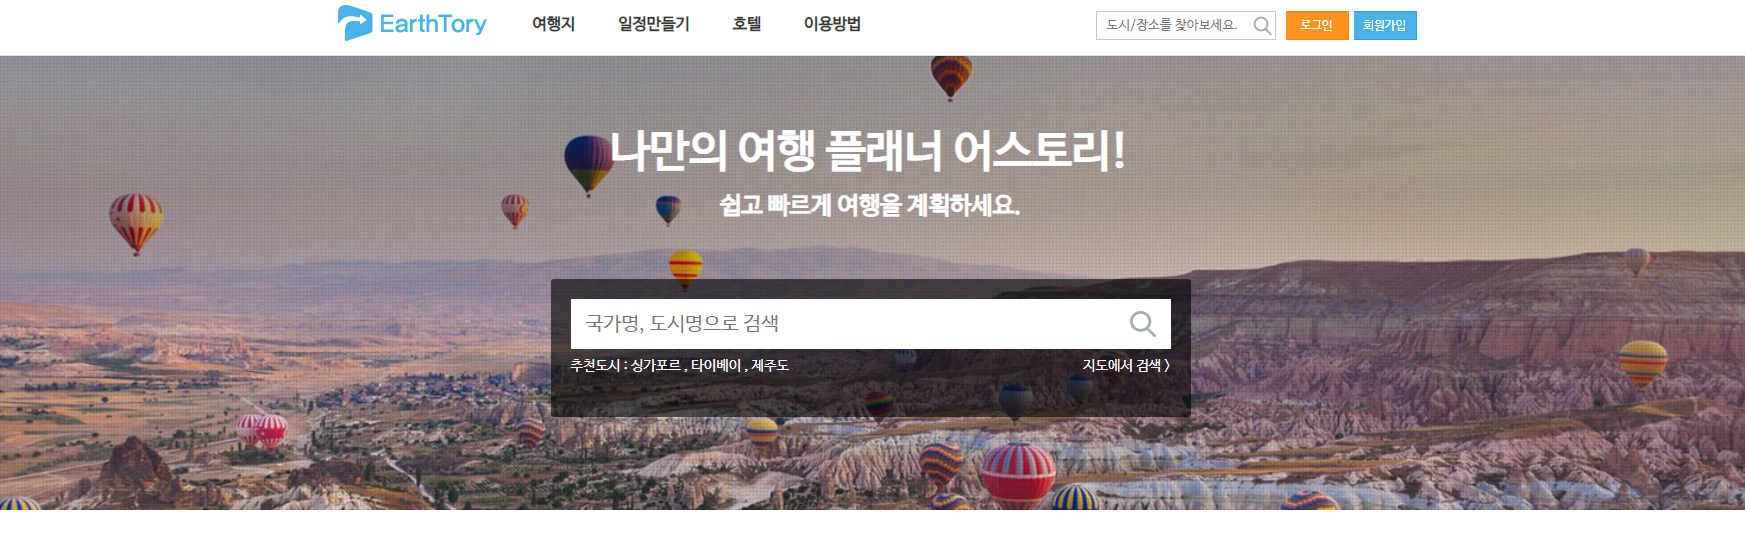 EarthTory 여행지 일정만들기 호텔 이용방법 도시/장소를 찾아보세요. 로그인 회원가입
나만의 여행 플래너 어스토리!
쉽고 빠르게 여행을 계획하세요.
국가명, 도시명으로 검색
추천도시 : 싱가포르 , 타이베이 , 제주도 지도에서 검색 >